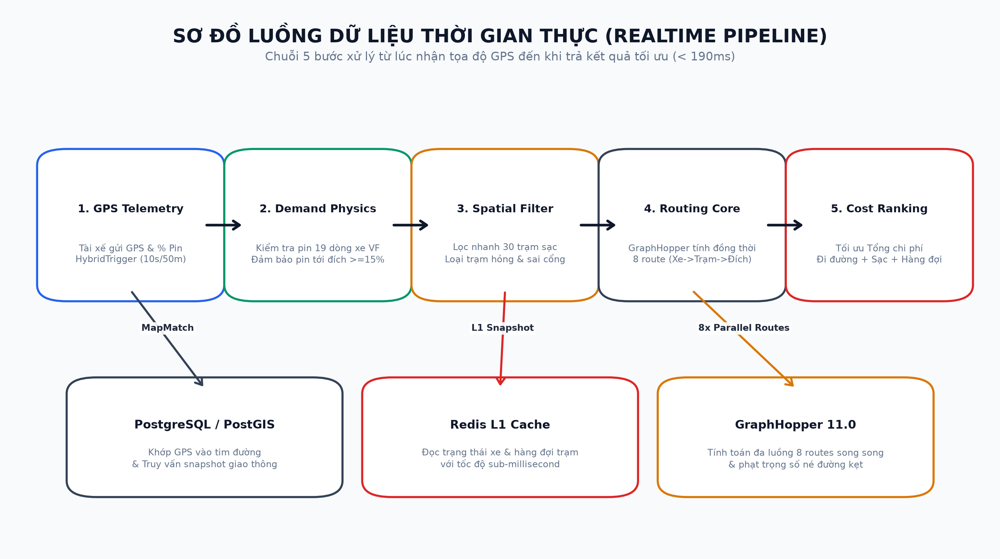 SƠ ĐỒ LUỒNG DỮ LIỆU THỜI GIAN THỰC (REALTIME PIPELINE)
Chuỗi 5 bước xử lý từ lúc nhận tọa độ GPS đến khi trả kết quả tối ưu (< 190ms)
1. GPS Telemetry
Tài xế gửi GPS & % Pin
HybridTrigger (10s/50m)
2. Demand Physics
Kiểm tra pin 19 dòng xe VF
Đảm bảo pin tới đích >=15%
3. Spatial Filter
Lọc nhanh 30 trạm sạc
Loại trạm hỏng & sai cổng
4. Routing Core
GraphHopper tính đồng thời
8 route (Xe->Trạm->Đích)
5. Cost Ranking
Tối ưu Tổng chi phí
Đi đường + Sạc + Hàng đợi
MapMatch
L1 Snapshot
8x Parallel Routes
PostgreSQL / PostGIS
Khớp GPS vào tim đường
& Truy vấn snapshot giao thông
Redis L1 Cache
Đọc trạng thái xe & hàng đợi trạm
với tốc độ sub-millisecond
GraphHopper 11.0
Tính toán đa luồng 8 routes song song
& phạt trọng số né đường kẹt